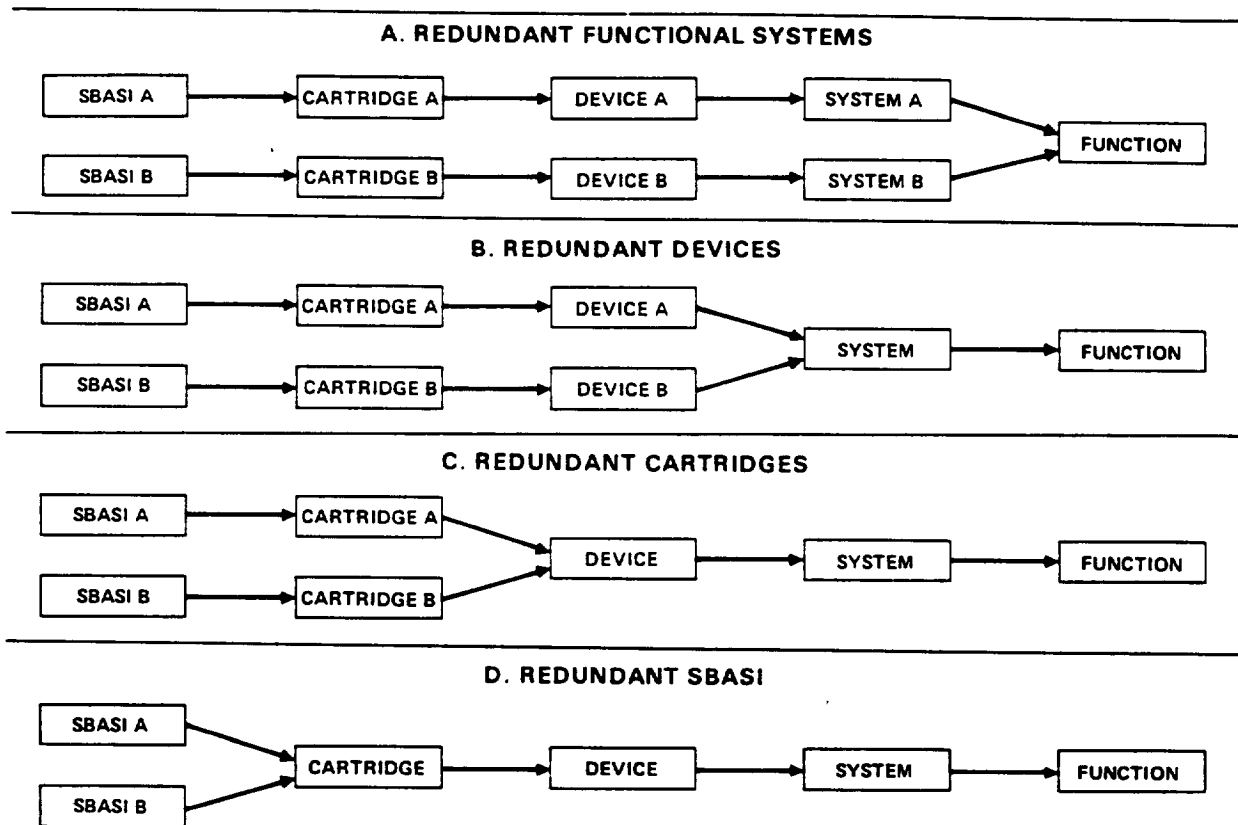 A. REDUNDANT FUNCTIONAL SYSTEMS
SBASI A CARTRIDGE A DEVICE A SYSTEM A
FUNCTION
SBASI B CARTRIDGE B DEVICE B SYSTEM B
B. REDUNDANT DEVICES
SBASI A CARTRIDGE A DEVICE A
SYSTEM FUNCTION
SBASI B CARTRIDGE B DEVICE B
C. REDUNDANT CARTRIDGES
SBASI A CARTRIDGE A
DEVICE SYSTEM FUNCTION
SBASI B CARTRIDGE B
D. REDUNDANT SBASI
SBASI A
CARTRIDGE DEVICE SYSTEM FUNCTION
SBASI B